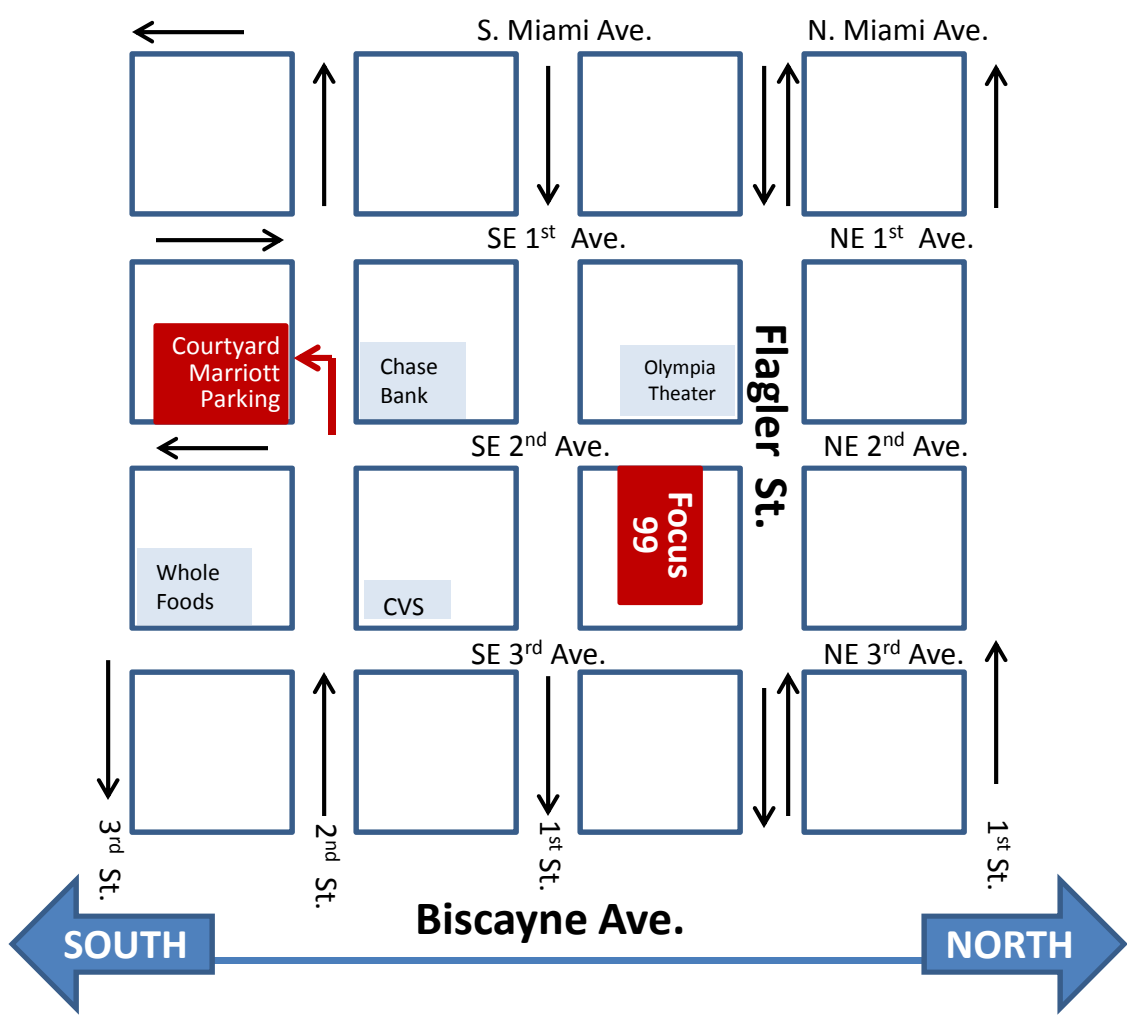 S. Miami Ave.
N. Miami Ave.
SE 1st Ave.
NE 1st Ave.
Courtyard
Marriott
Parking
Chase
Bank
Olympia
Theater
Flagler St.
SE 2nd Ave.
NE 2nd Ave.
Focus
99
Whole
Foods
CVS
SE 3rd Ave.
NE 3rd Ave.
3rd St.
2nd St.
1st St.
1st St.
Biscayne Ave.
SOUTH
NORTH